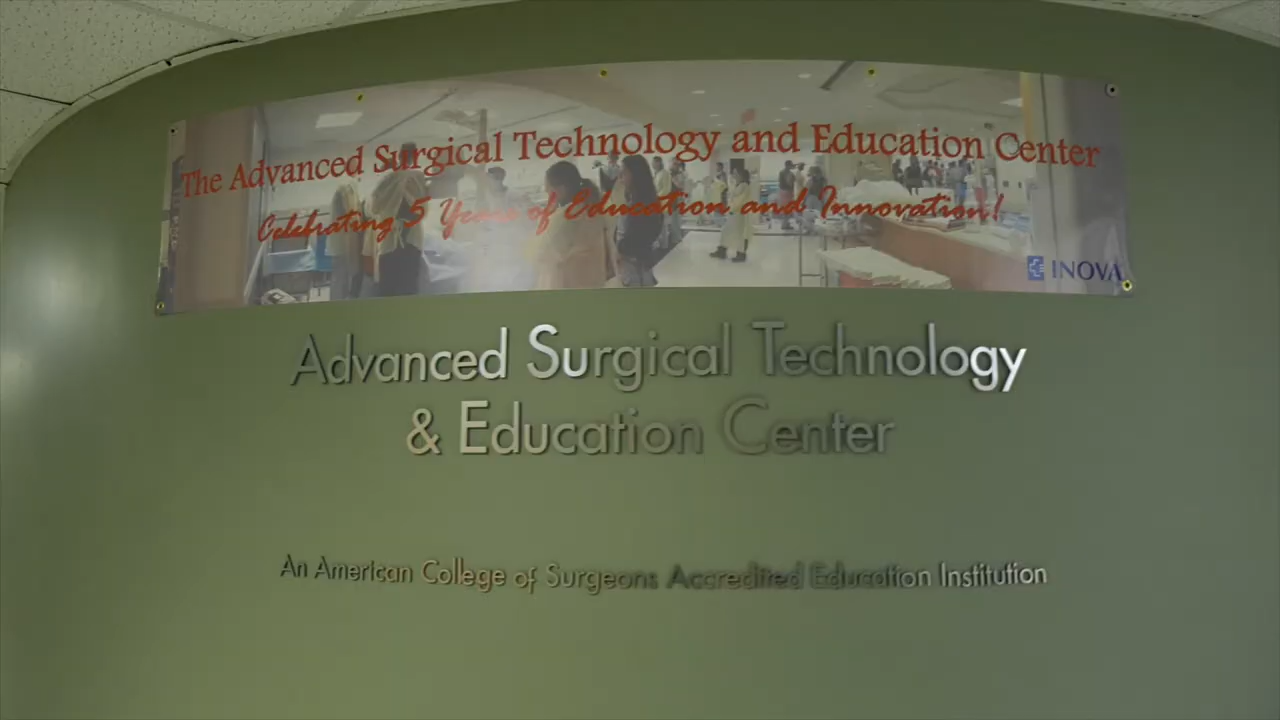 The Advanced Surgical Technology and Education Center
Celebrating 5 Years of Education and Innovation!
INOVA
Advanced Surgical Technology
& Education Center
An American College of Surgeons Accredited Education Institution